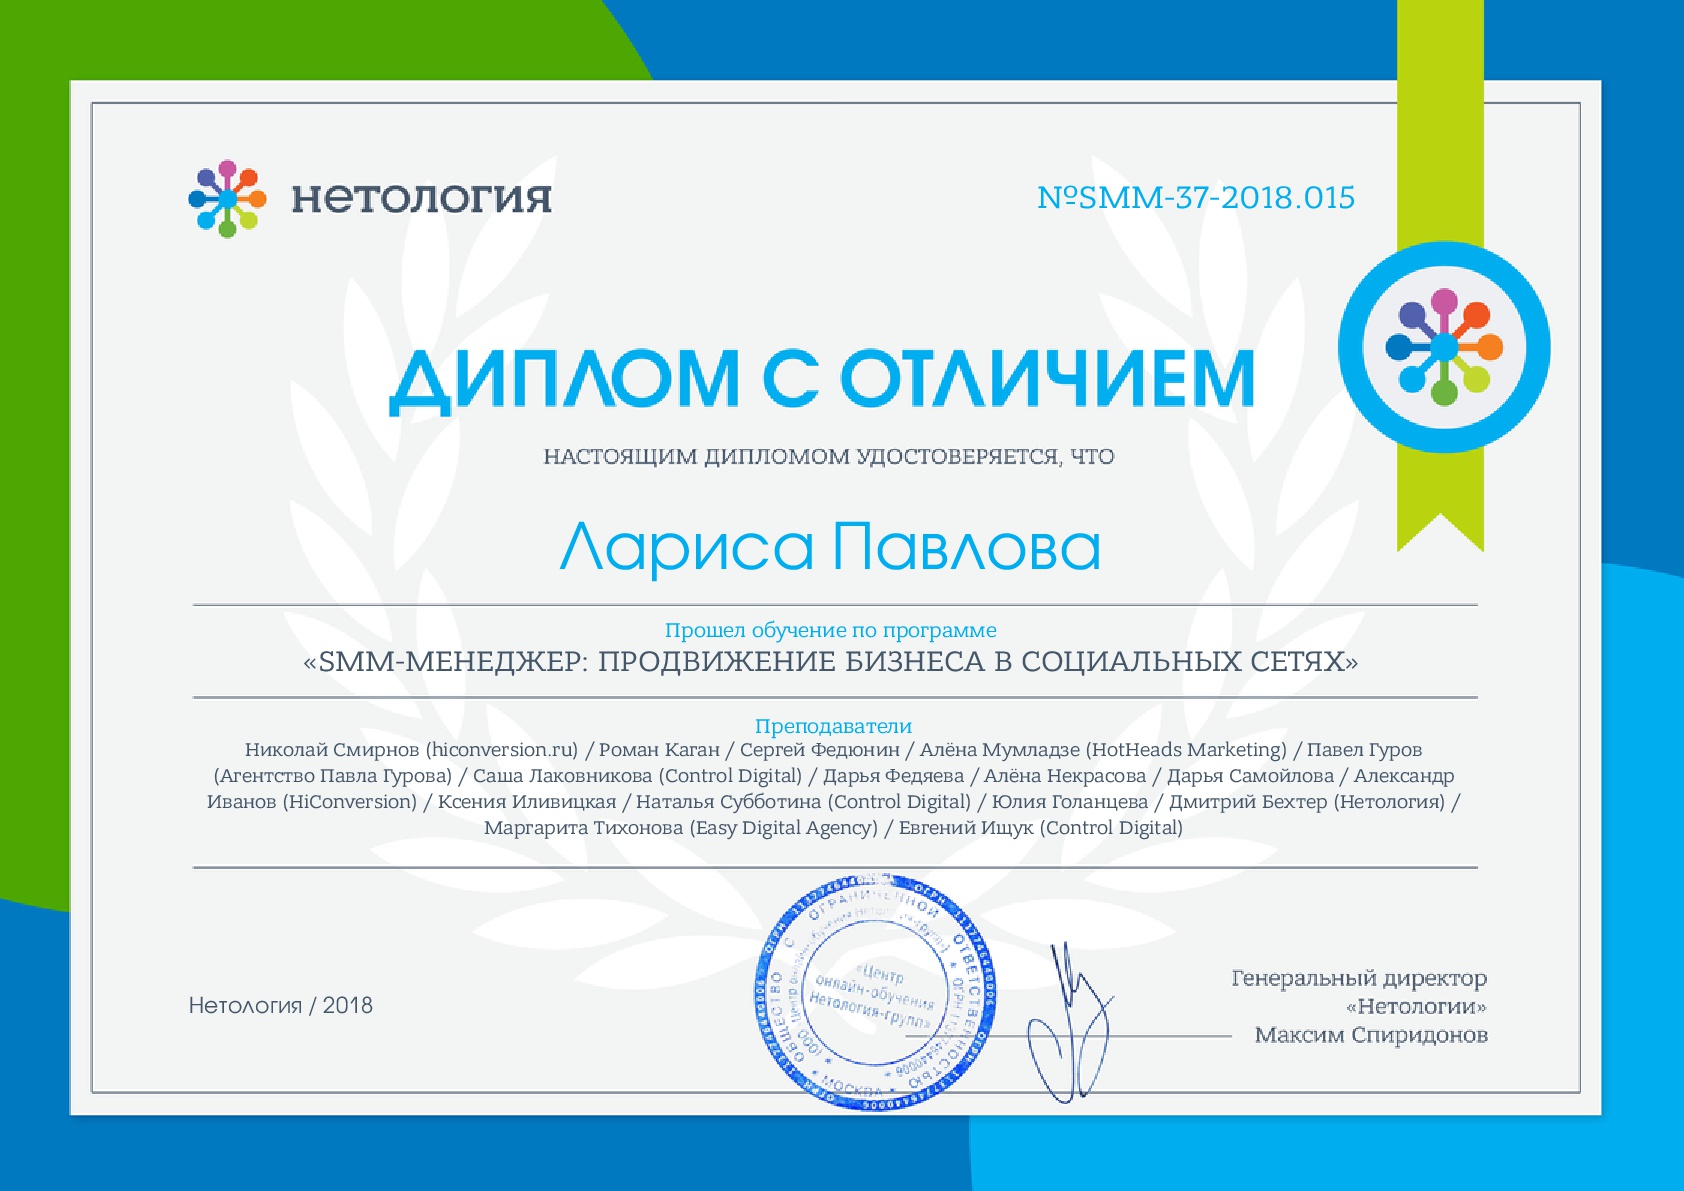 нетология
№SMM-37-2018.015
ДИПЛОМ С ОТЛИЧИЕМ
НАСТОЯЩИМ ДИПЛОМОМ УДОСТОВЕРЯЕТСЯ, ЧТО
Лариса Павлова
Прошел обучение по программе
«SMM-МЕНЕДЖЕР: ПРОДВИЖЕНИЕ БИЗНЕСА В СОЦИАЛЬНЫХ СЕТЯХ»
Преподаватели
Николай Смирнов (hiconversion.ru) / Роман Каган / Сергей Федюнин / Алёна Мумладзе (HotHeads Marketing) / Павел Гуров
(Агентство Павла Гурова) / Саша Лаковникова (Control Digital) / Дарья Федяева / Алёна Некрасова / Дарья Самойлова / Александр
Иванов (HiConversion) / Ксения Иливицкая / Наталья Субботина (Control Digital) / Юлия Голанцева / Дмитрий Бехтер (Нетология) /
Маргарита Тихонова (Easy Digital Agency) / Евгений Ищук (Control Digital)
ОБЩЕСТВО С ОГРАНИЧЕННОЙ ОТВЕТСТВЕННОСТЬЮ
* МОСКВА *
«Центр
онлайн-обучения
Нетология-групп»
Нетология / 2018
Генеральный директор
«Нетологии»
Максим Спиридонов